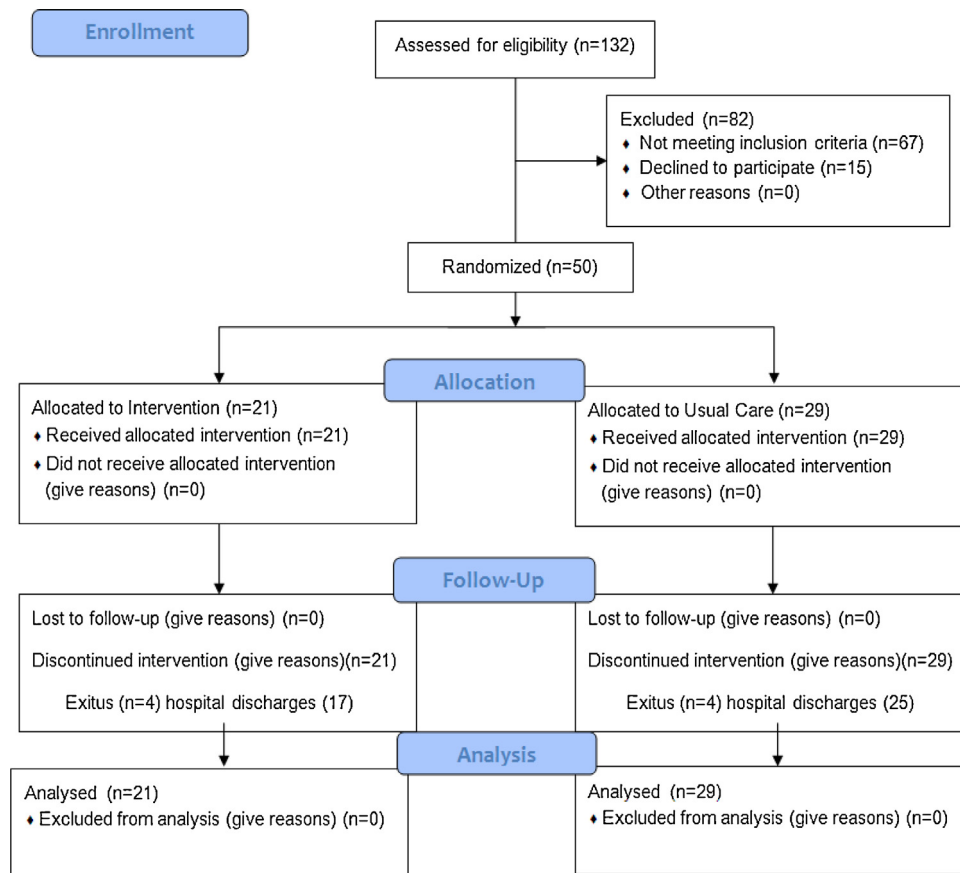 Enrollment
Assessed for eligibility (n=132)
Excluded (n=82)
♦ Not meeting inclusion criteria (n=67)
♦ Declined to participate (n=15)
♦ Other reasons (n=0)
Randomized (n=50)
Allocation
Allocated to Intervention (n=21)
♦ Received allocated intervention (n=21)
♦ Did not receive allocated intervention
(give reasons) (n=0)
Allocated to Usual Care (n=29)
♦ Received allocated intervention (n=29)
♦ Did not receive allocated intervention
(give reasons) (n=0)
Follow-Up
Lost to follow-up (give reasons) (n=0)
Discontinued intervention (give reasons)(n=21)
Exitus (n=4) hospital discharges (17)
Lost to follow-up (give reasons) (n=0)
Discontinued intervention (give reasons)(n=29)
Exitus (n=4) hospital discharges (25)
Analysis
Analysed (n=21)
♦ Excluded from analysis (give reasons) (n=0)
Analysed (n=29)
♦ Excluded from analysis (give reasons) (n=0)